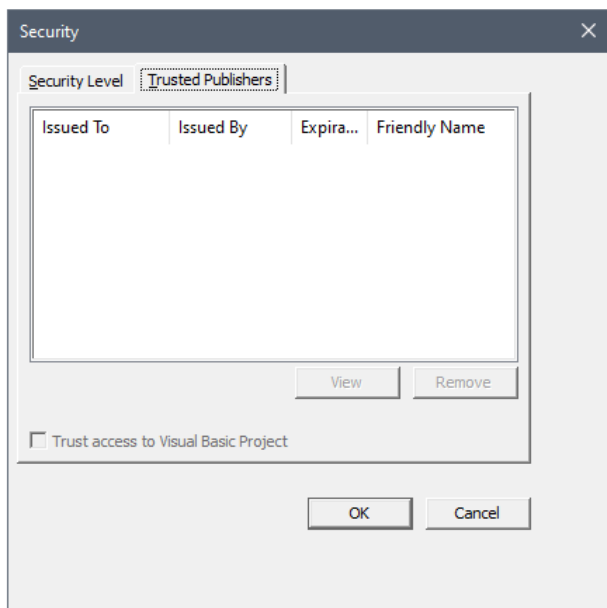 Security
Security Level Trusted Publishers
Issued To Issued By Expira... Friendly Name
View Remove
Trust access to Visual Basic Project
OK Cancel